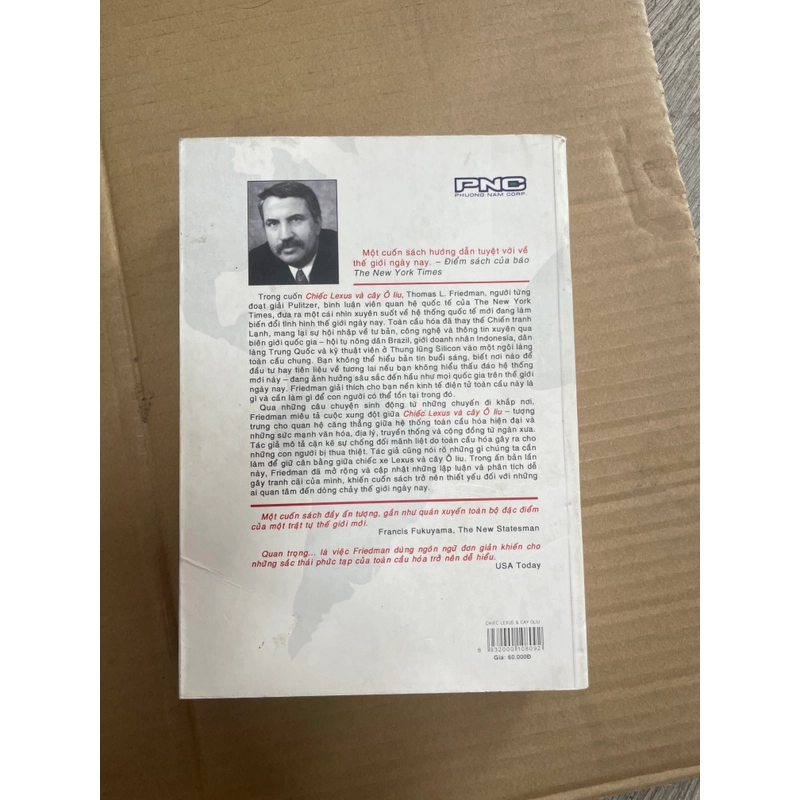 PNC
PHUONG NAM CORP.
Một cuốn sách hướng dẫn tuyệt vời về
thế giới ngày nay. – Điểm sách của báo
The New York Times
Trong cuốn Chiếc Lexus và cây Ô liu, Thomas L. Friedman, người từng
đoạt giải Pulitzer, bình luận viên quan hệ quốc tế của The New York
Times, đưa ra một cái nhìn xuyên suốt về hệ thống quốc tế mới đang làm
biến đổi tình hình thế giới ngày nay. Toàn cầu hóa đã thay thế Chiến tranh
Lạnh, mang lại sự hội nhập về tư bản, công nghệ và thông tin xuyên qua
biên giới quốc gia – hội tụ nông dân Brazil, giới doanh nhân Indonesia, dân
làng Trung Quốc và kỹ thuật viên ở Thung lũng Silicon vào một ngôi làng
toàn cầu chung. Bạn không thể hiểu bản tin buổi sáng, biết nơi nào để
đầu tư hay tiên liệu về tương lai nếu bạn không hiểu thấu đáo hệ thống
mới này – đang ảnh hưởng sâu sắc đến hầu như mọi quốc gia trên thế giới
ngày nay. Friedman giải thích cho bạn nền kinh tế điện tử toàn cầu này là
gì và cần làm gì để con người có thể tồn tại trong đó.
Qua những câu chuyện sinh động từ những chuyến đi khắp nơi,
Friedman miêu tả cuộc xung đột giữa Chiếc Lexus và cây Ô liu – tượng
trưng cho quan hệ căng thẳng giữa hệ thống toàn cầu hóa hiện đại và
những sức mạnh văn hóa, địa lý, truyền thống và cộng đồng từ ngàn xưa.
Tác giả mô tả cặn kẽ sự chống đối mãnh liệt do toàn cầu hóa gây ra cho
những con người bị thua thiệt. Tác giả cũng nói rõ những gì chúng ta cần
làm để giữ cân bằng giữa chiếc xe Lexus và cây Ô liu. Trong ấn bản lần
này, Friedman đã mở rộng và cập nhật những lập luận và phân tích dễ
gây tranh cãi của mình, khiến cuốn sách trở nên thiết yếu đối với những
ai quan tâm đến dòng chảy thế giới ngày nay.
Một cuốn sách đầy ấn tượng, gần như quán xuyến toàn bộ đặc điểm
của một trật tự thế giới mới.
Francis Fukuyama, The New Statesman
Quan trọng... là việc Friedman dùng ngôn ngữ đơn giản khiến cho
những sắc thái phức tạp của toàn cầu hóa trở nên dễ hiểu.
USA Today
CHIEC LEXUS & CAY OLIU
8 932000 108092
Giá: 60.000Đ